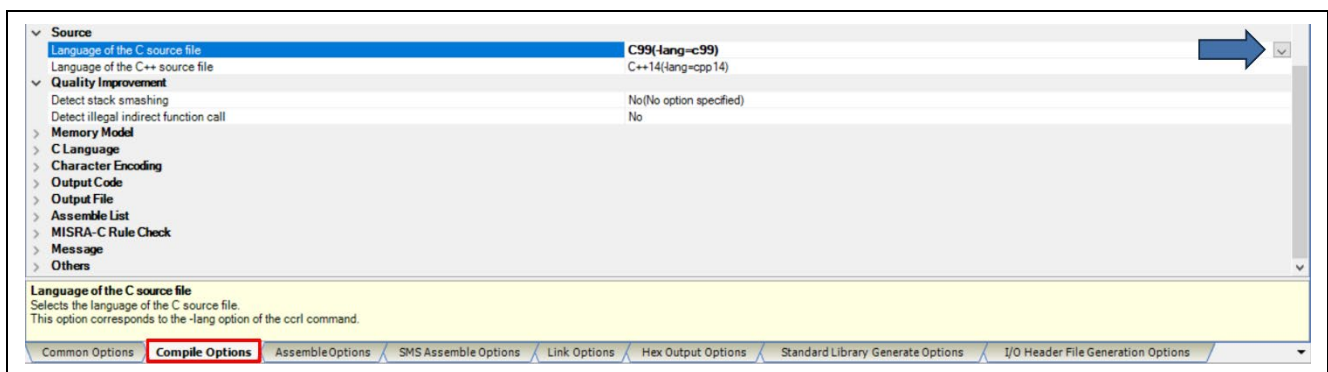 Source
Language of the C source file C99(-lang=c99)
Language of the C++ source file C++14(-lang=cpp14)
Quality Improvement
Detect stack smashing No(No option specified)
Detect illegal indirect function call No
Memory Model
C Language
Character Encoding
Output Code
Output File
Assemble List
MISRA-C Rule Check
Message
Others
Language of the C source file
Selects the language of the C source file.
This option corresponds to the -lang option of the ccrl command.
Common Options Compile Options Assemble Options SMS Assemble Options Link Options Hex Output Options Standard Library Generate Options I/O Header File Generation Options